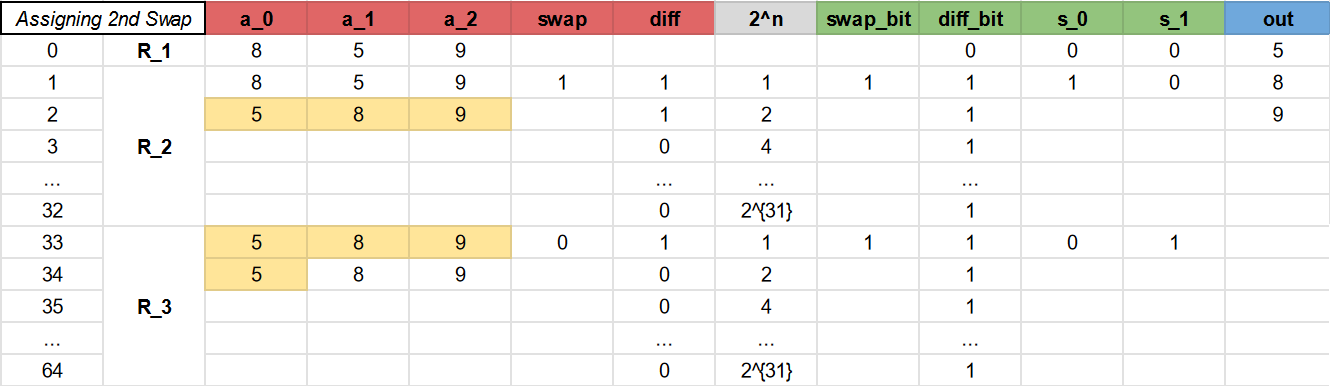 Assigning 2nd Swap a_0 a_1 a_2 swap diff 2^n swap_bit diff_bit s_0 s_1 out
0 R_1 8 5 9 0 0 0 5
1 8 5 9 1 1 1 1 1 1 0 8
2 5 8 9 1 2 1 9
3 R_2 0 4 1
... ... ... ...
32 0 2^{31} 1
33 5 8 9 0 1 1 1 1 0 1
34 5 8 9 0 2 1
35 R_3 0 4 1
... ... ... ...
64 0 2^{31} 1